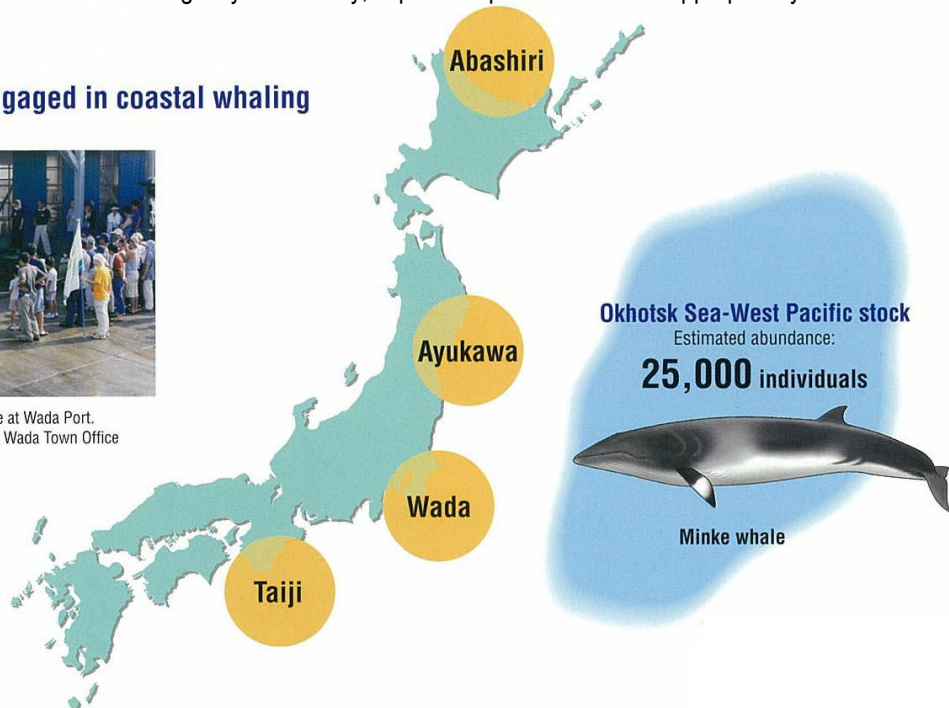 Abashiri
gaged in coastal whaling
Okhotsk Sea-West Pacific stock
Estimated abundance:
25,000 individuals
Ayukawa
at Wada Port.
Wada Town Office
Wada
Minke whale
Taiji